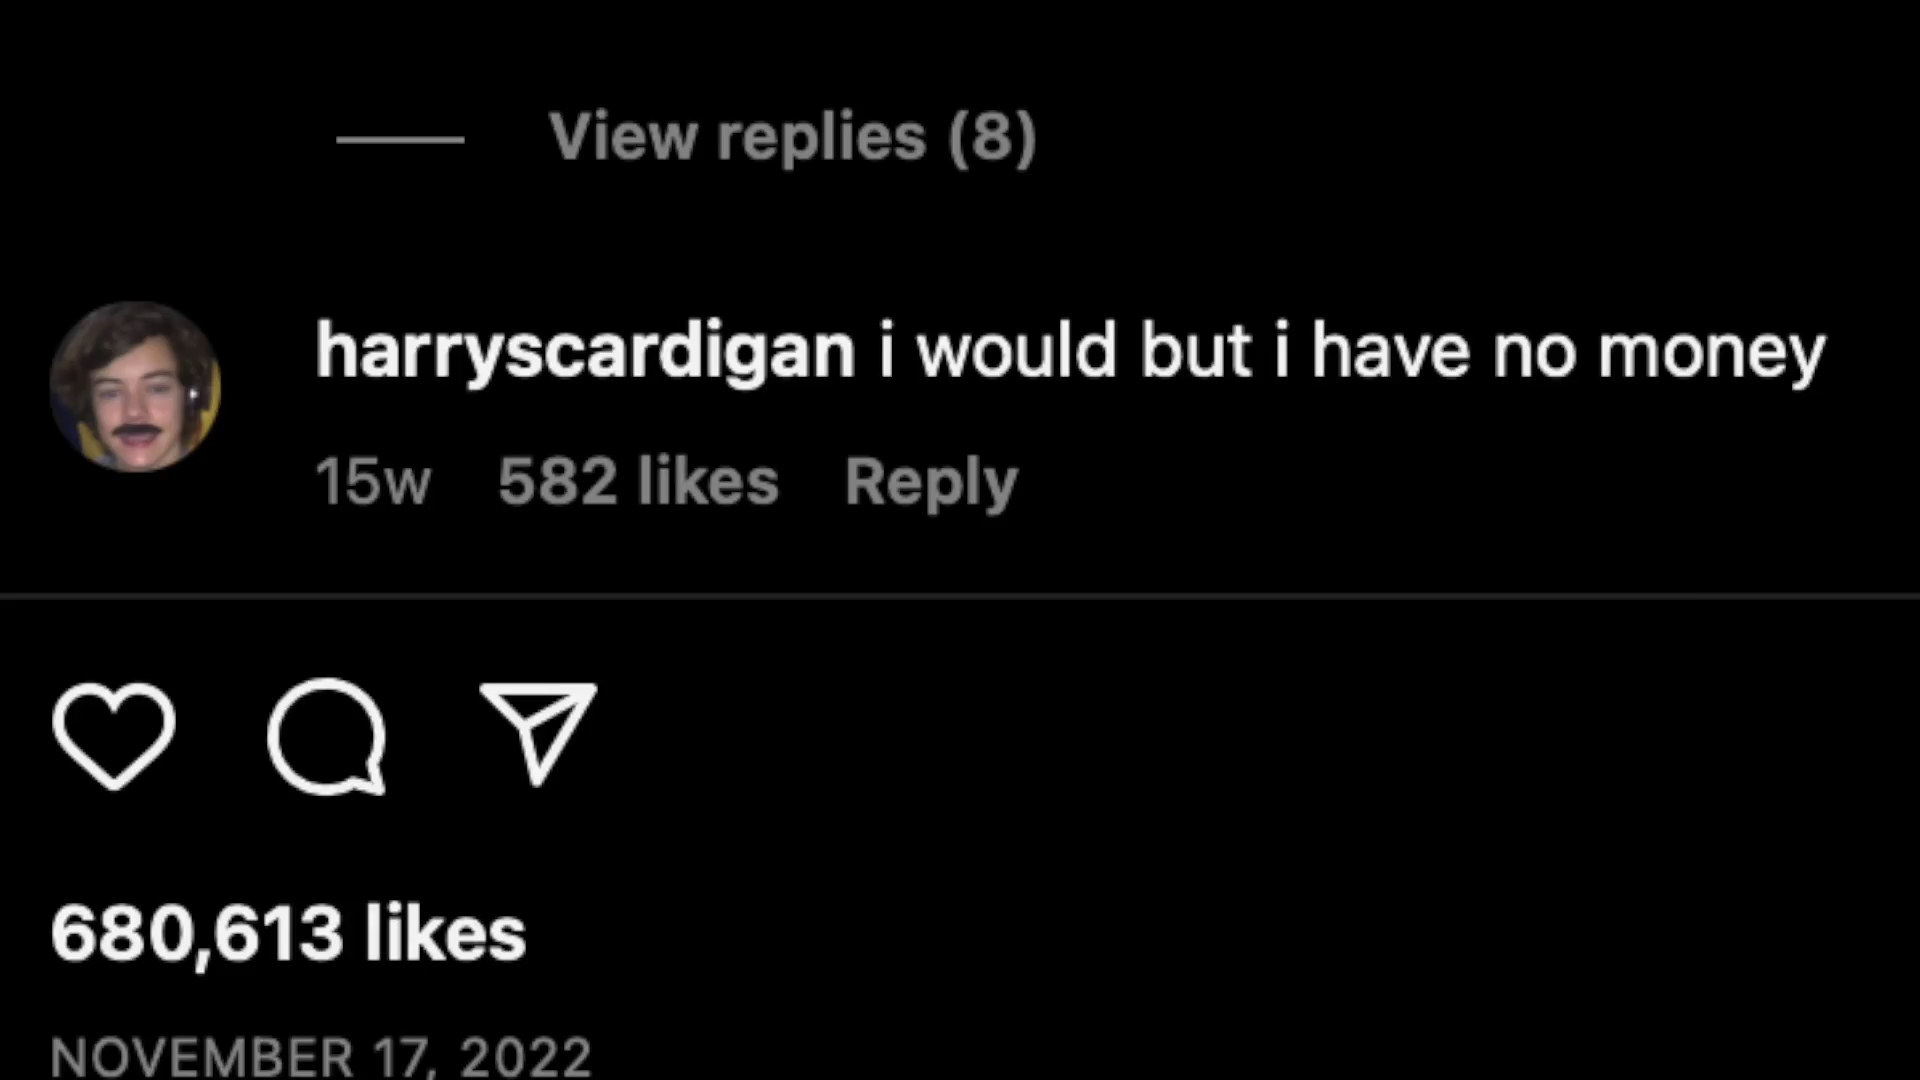 View replies (8)
harryscardigan i would but i have no money
15w 582 likes Reply
680,613 likes
NOVEMBER 17, 2022